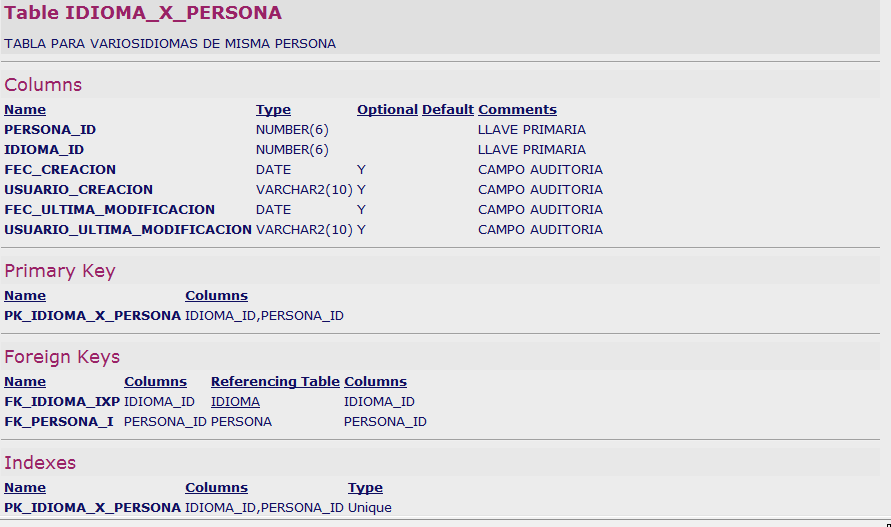 Table IDIOMA_X_PERSONA
TABLA PARA VARIOSIDIOMAS DE MISMA PERSONA
Columns
Name Type Optional Default Comments
PERSONA_ID NUMBER(6) LLAVE PRIMARIA
IDIOMA_ID NUMBER(6) LLAVE PRIMARIA
FEC_CREACION DATE Y CAMPO AUDITORIA
USUARIO_CREACION VARCHAR2(10) Y CAMPO AUDITORIA
FEC_ULTIMA_MODIFICACION DATE Y CAMPO AUDITORIA
USUARIO_ULTIMA_MODIFICACION VARCHAR2(10) Y CAMPO AUDITORIA
Primary Key
Name Columns
PK_IDIOMA_X_PERSONA IDIOMA_ID,PERSONA_ID
Foreign Keys
Name Columns Referencing Table Columns
FK_IDIOMA_IXP IDIOMA_ID IDIOMA IDIOMA_ID
FK_PERSONA_I PERSONA_ID PERSONA PERSONA_ID
Indexes
Name Columns Type
PK_IDIOMA_X_PERSONA IDIOMA_ID,PERSONA_ID Unique